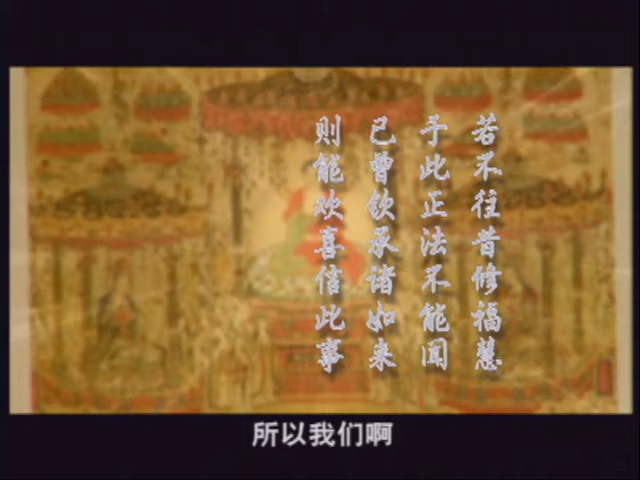 若不往昔修福慧
于此正法不能闻
已曾钦承诸如来
则能欢喜信此事
所以我们啊